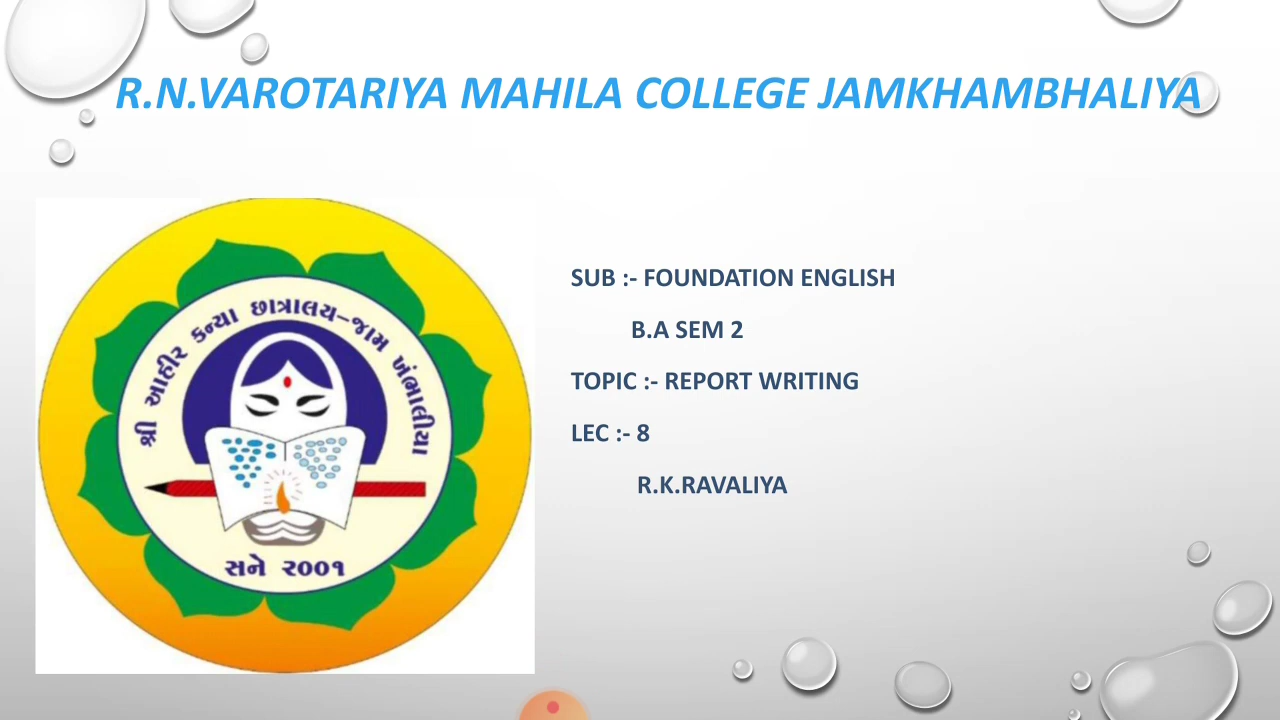 R.N.VAROTARIYA MAHILA COLLEGE JAMKHAMBHALIYA
શ્રી આહીર કન્યા છાત્રાલય–જામ ખંભાલીયા
સને ૨૦૦૧
SUB :- FOUNDATION ENGLISH
B.A SEM 2
TOPIC :- REPORT WRITING
LEC :- 8
R.K.RAVALIYA